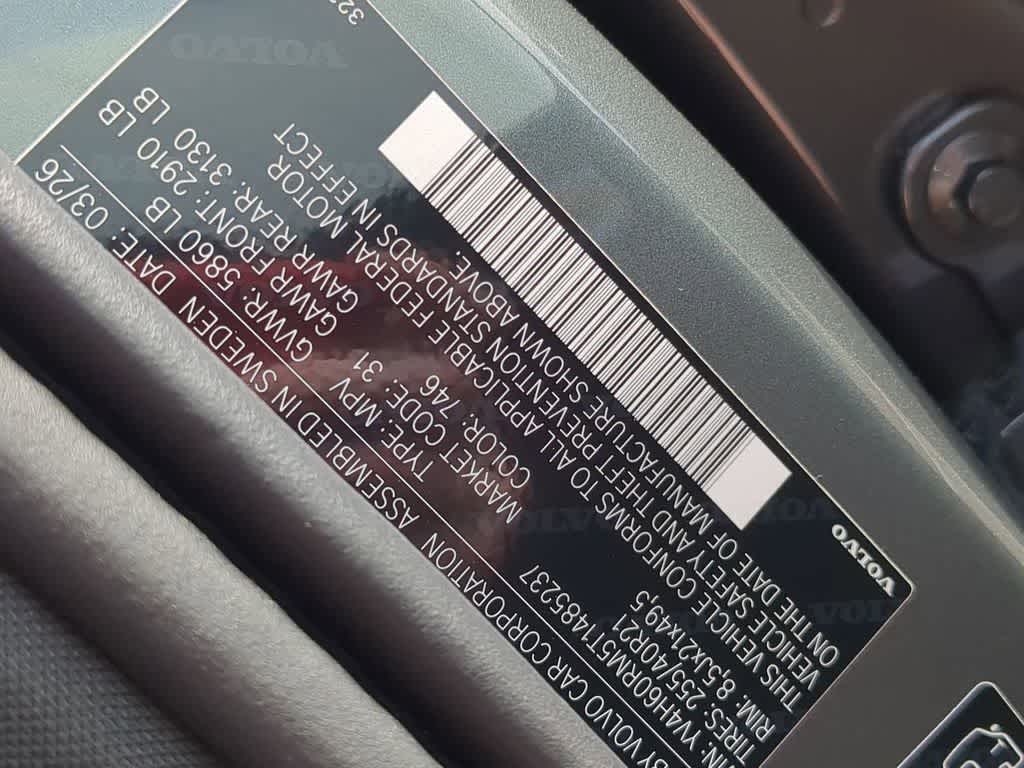 BY VOLVO CAR CORPORATION ASSEMBLED IN SWEDEN DATE: 03/26
IN: YV4H60RM5T1485237 TYPE: MPV GVWR: 5860 LB
TIRES: 255/40R21 MARKET CODE: 31 GAWR FRONT: 2910 LB
RIM: 8,5Jx21x49,5 COLOR: 746 GAWR REAR: 3130 LB
THIS VEHICLE CONFORMS TO ALL APPLICABLE FEDERAL MOTOR
VEHICLE SAFETY AND THEFT PREVENTION STANDARDS IN EFFECT
ON THE DATE OF MANUFACTURE SHOWN ABOVE.
VOLVO